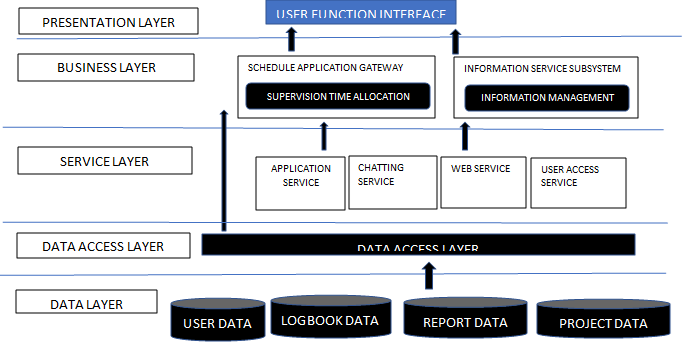 PRESENTATION LAYER
USER FUNCTION INTEREACE
BUSINESS LAYER
SCHEDULE APPLICATION GATEWAY
SUPERVISION TIME ALLOCATION
INFORMATION SERVICE SUBSYSTEM
INFORMATION MANAGEMENT
SERVICE LAYER
APPLICATION
SERVICE
CHATTING
SERVICE
WEB SERVICE
USER ACCESS
SERVICE
DATA ACCESS LAYER
DATA ACCESS LAYER
DATA LAYER
USER DATA
LOGBOOK DATA
REPORT DATA
PROJECT DATA